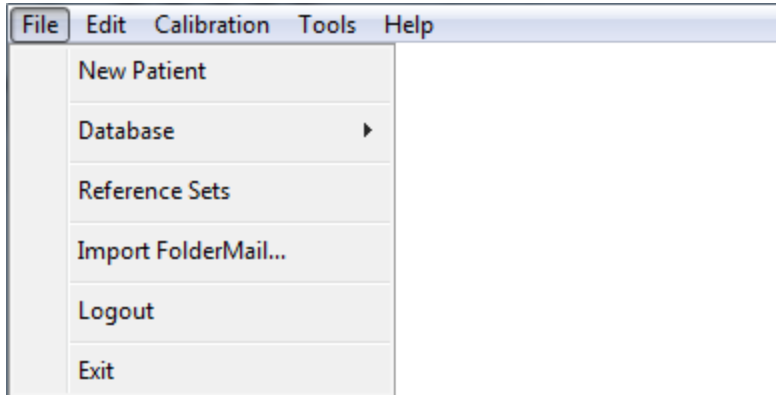 File Edit Calibration Tools Help
New Patient
Database
Reference Sets
Import FolderMail...
Logout
Exit